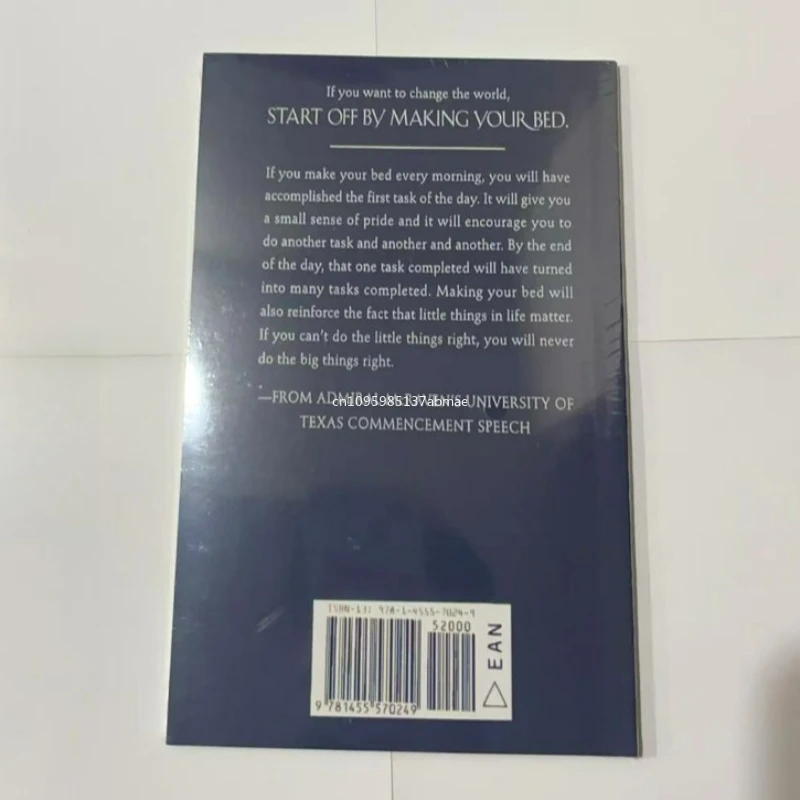 If you want to change the world,
START OFF BY MAKING YOUR BED.
If you make your bed every morning, you will have
accomplished the first task of the day. It will give you
a small sense of pride and it will encourage you to
do another task and another and another. By the end
of the day, that one task completed will have turned
into many tasks completed. Making your bed will
also reinforce the fact that little things in life matter.
If you can't do the little things right, you will never
do the big things right.
—FROM UNIVERSITY OF
cn1095985137abmae
TEXAS COMMENCEMENT SPEECH
ISBN-13: 978-1-4555-7024-9
52000
EAN
9 781455 570249